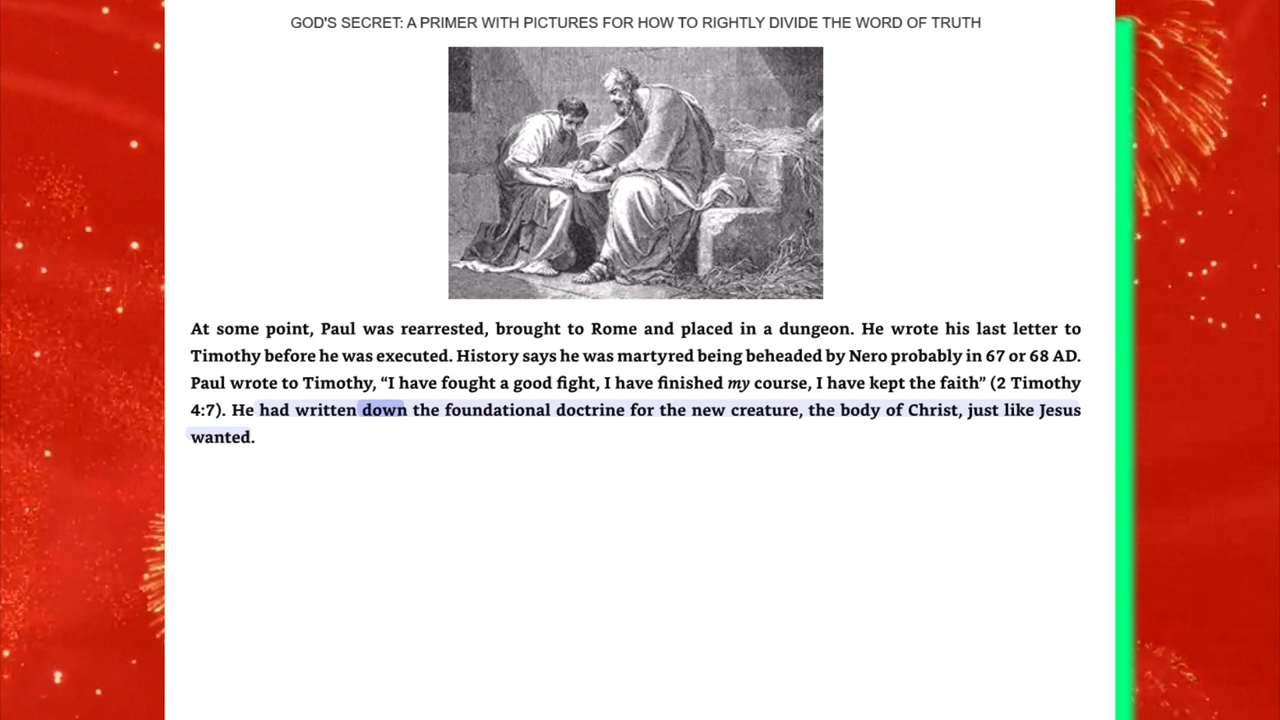 GOD'S SECRET: A PRIMER WITH PICTURES FOR HOW TO RIGHTLY DIVIDE THE WORD OF TRUTH
At some point, Paul was rearrested, brought to Rome and placed in a dungeon. He wrote his last letter to
Timothy before he was executed. History says he was martyred being beheaded by Nero probably in 67 or 68 AD.
Paul wrote to Timothy, “I have fought a good fight, I have finished my course, I have kept the faith” (2 Timothy
4:7). He had written down the foundational doctrine for the new creature, the body of Christ, just like Jesus
wanted.